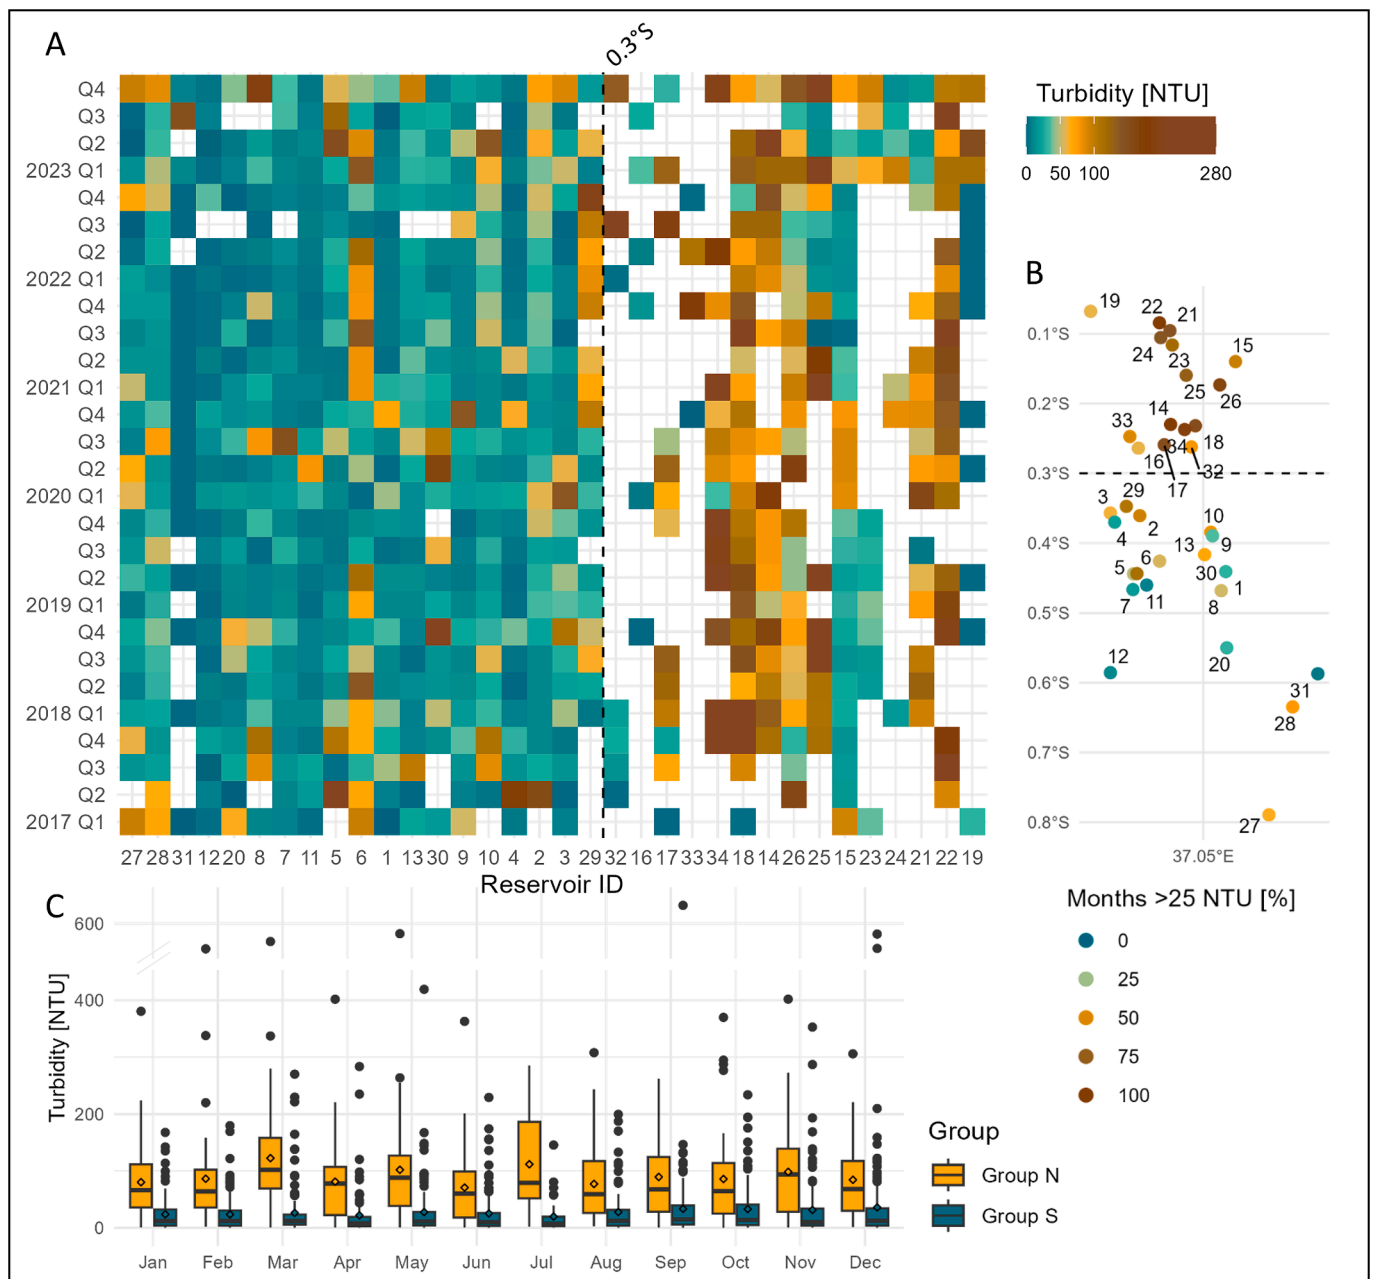 A
0.3°S
Q4
Q3
Q2
2023 Q1
Q4
Q3
Q2
2022 Q1
Q4
Q3
Q2
2021 Q1
Q4
Q3
Q2
2020 Q1
Q4
Q3
Q2
2019 Q1
Q4
Q3
Q2
2018 Q1
Q4
Q3
Q2
2017 Q1
27 28 31 12 20 8 7 11 5 6 1 13 30 9 10 4 2 3 29 32 16 17 33 34 18 14 26 25 15 23 24 21 22 19
Reservoir ID
Turbidity [NTU]
0 50 100 280
B
19
22
21
0.1°S
24
23
15
25
26
0.2°S
14
33
34
18
16
0.3°S
17
32
3
29
10
4
2
0.4°S
13
9
6
5
30
7
11
1
8
0.5°S
12
20
0.6°S
31
28
0.7°S
27
0.8°S
37.05°E
Months >25 NTU [%]
0
25
50
75
100
C
600
400
200
0
Turbidity [NTU]
Jan Feb Mar Apr May Jun Jul Aug Sep Oct Nov Dec
Group
Group N
Group S